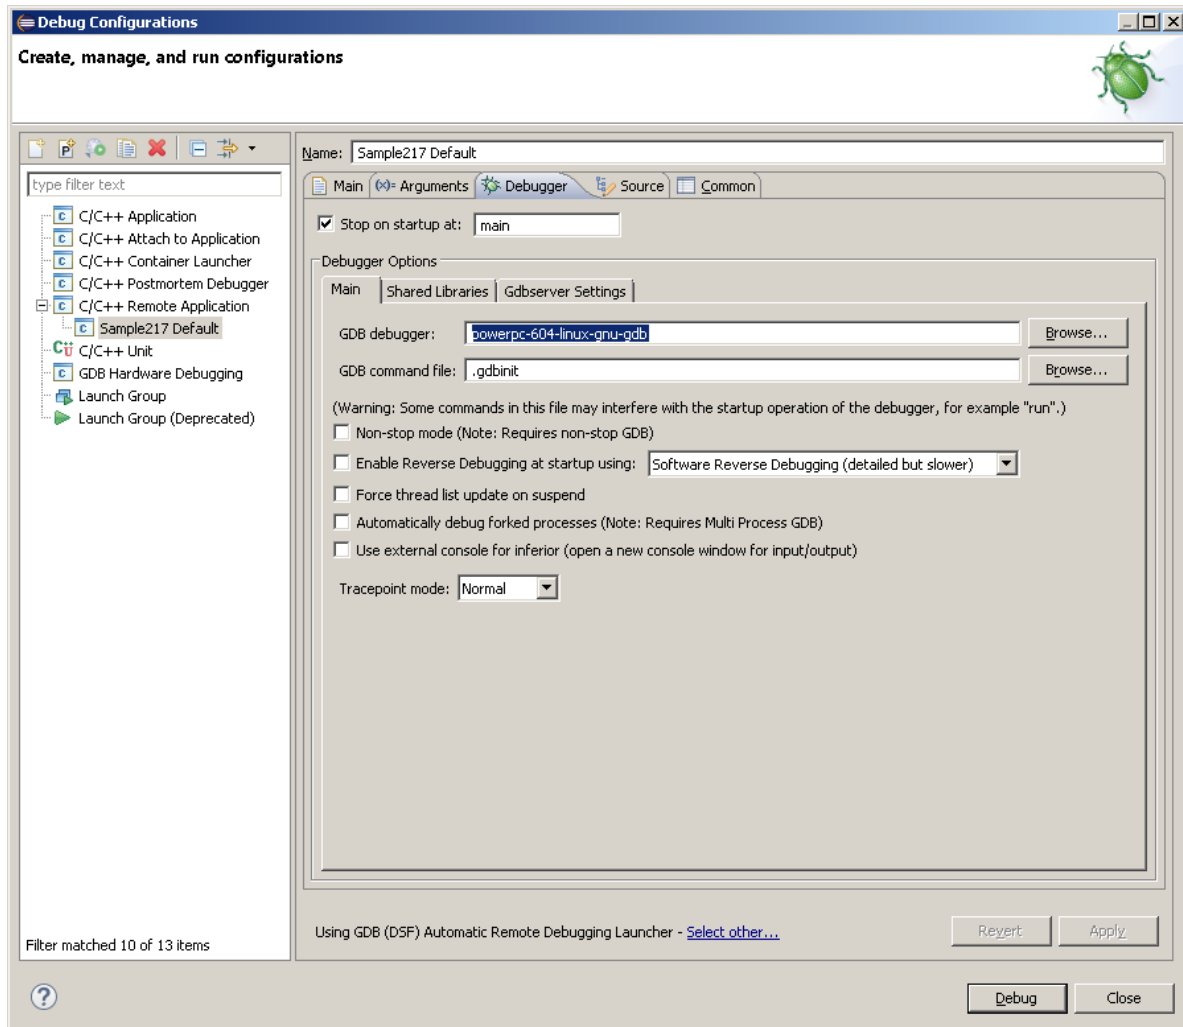 Debug Configurations
Create, manage, and run configurations
type filter text
C/C++ Application
C/C++ Attach to Application
C/C++ Container Launcher
C/C++ Postmortem Debugger
C/C++ Remote Application
Sample217 Default
C/C++ Unit
GDB Hardware Debugging
Launch Group
Launch Group (Deprecated)
Filter matched 10 of 13 items
Name: Sample217 Default
Main (x)= Arguments Debugger Source Common
Stop on startup at: main
Debugger Options
Main Shared Libraries Gdbserver Settings
GDB debugger: powerpc-604-linux-gnu-gdb Browse...
GDB command file: .gdbinit Browse...
(Warning: Some commands in this file may interfere with the startup operation of the debugger, for example "run".)
Non-stop mode (Note: Requires non-stop GDB)
Enable Reverse Debugging at startup using: Software Reverse Debugging (detailed but slower)
Force thread list update on suspend
Automatically debug forked processes (Note: Requires Multi Process GDB)
Use external console for inferior (open a new console window for input/output)
Tracepoint mode: Normal
Using GDB (DSF) Automatic Remote Debugging Launcher - Select other...
Revert Apply
? Debug Close